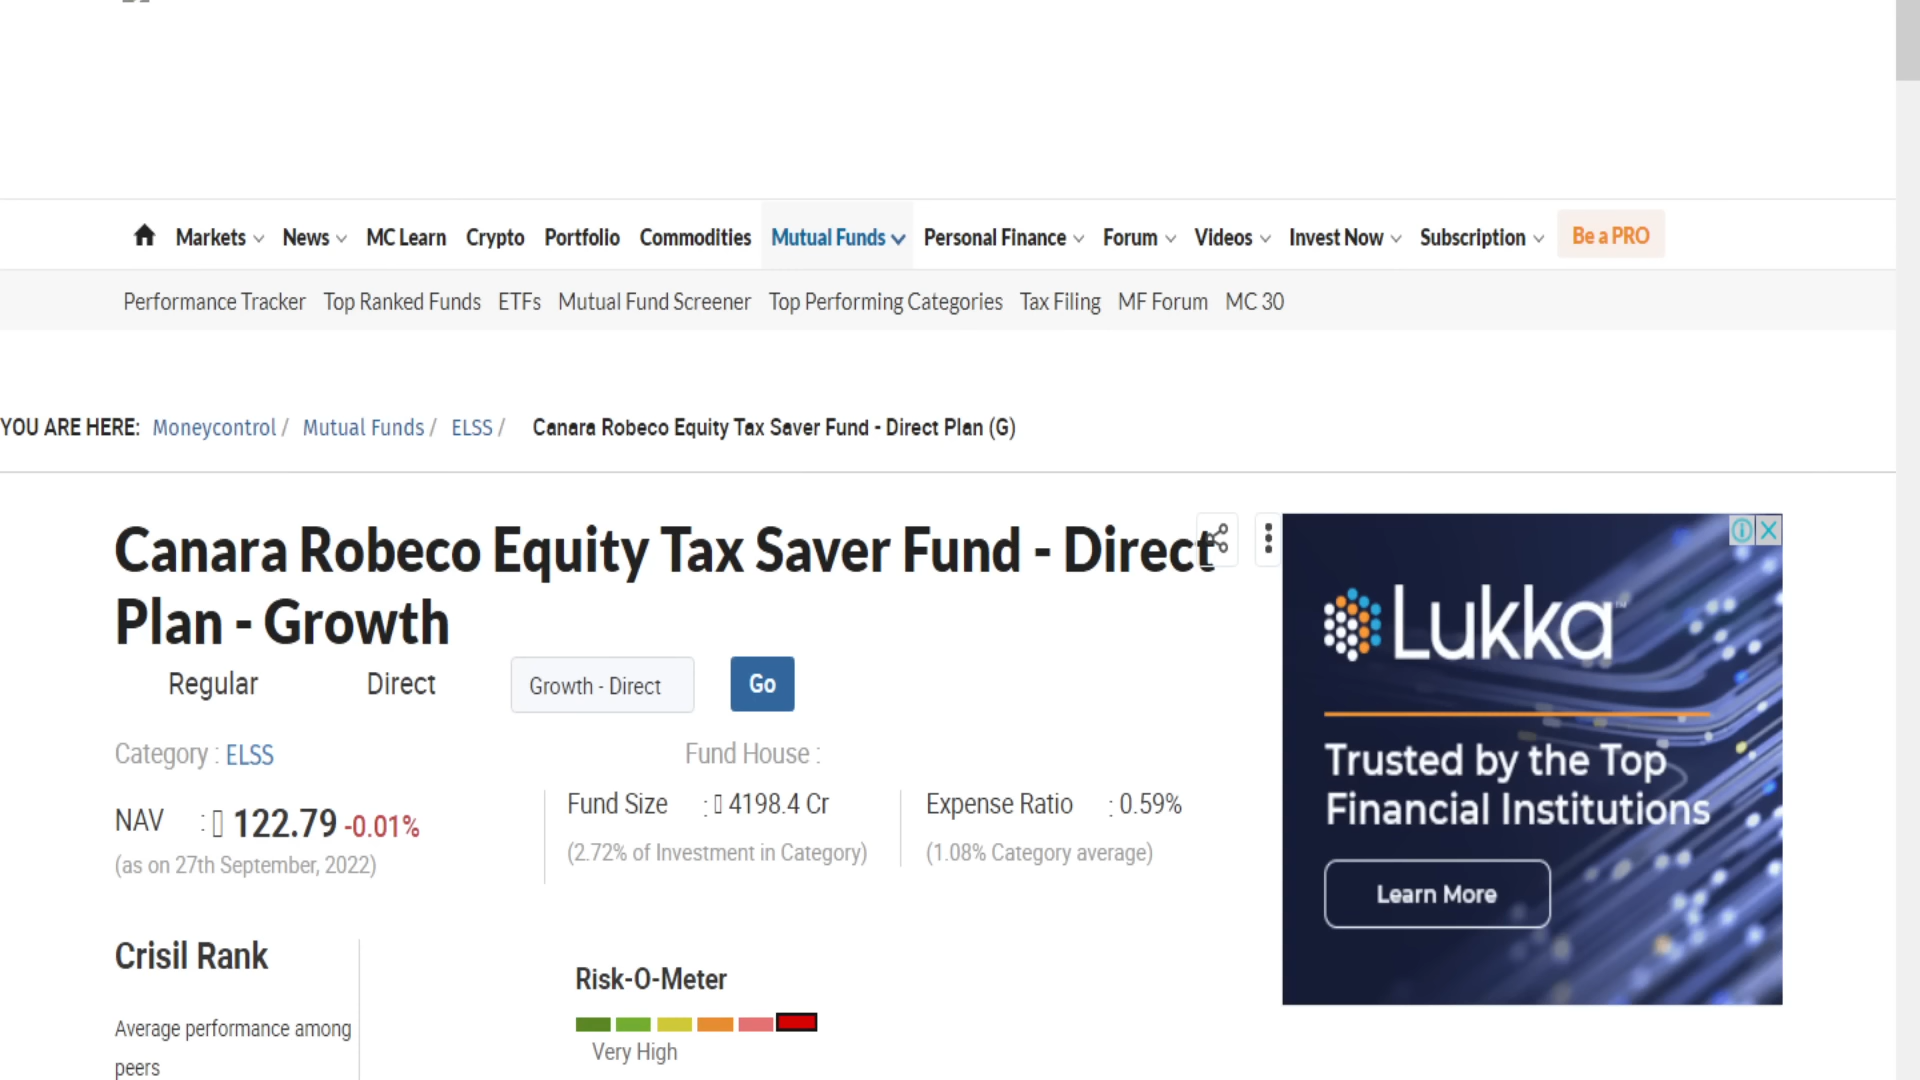 Markets News MC Learn Crypto Portfolio Commodities Mutual Funds Personal Finance Forum Videos Invest Now Subscription Be a PRO
Performance Tracker Top Ranked Funds ETFs Mutual Fund Screener Top Performing Categories Tax Filing MF Forum MC 30
YOU ARE HERE: Moneycontrol / Mutual Funds / ELSS / Canara Robeco Equity Tax Saver Fund - Direct Plan (G)
Canara Robeco Equity Tax Saver Fund - Direct
Plan - Growth
Regular Direct Growth - Direct Go
Category : ELSS Fund House :
NAV : 122.79 -0.01%
(as on 27th September, 2022)
Fund Size : 4198.4 Cr
(2.72% of Investment in Category)
Expense Ratio : 0.59%
(1.08% Category average)
Crisil Rank
Average performance among
peers
Risk-O-Meter
Very High
Lukka™
Trusted by the Top
Financial Institutions
Learn More